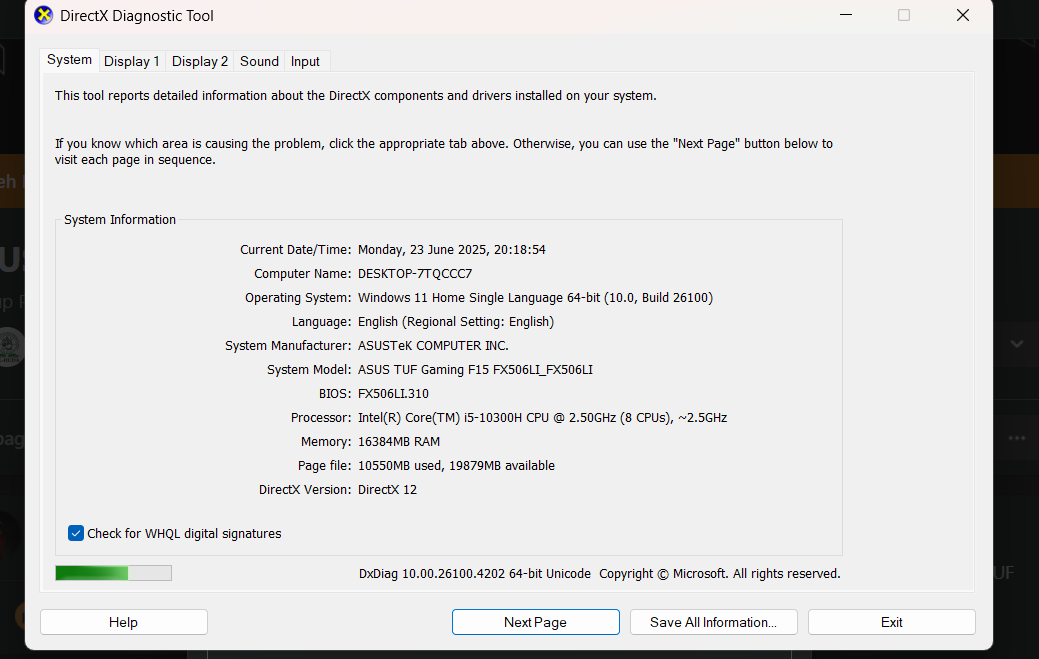 DirectX Diagnostic Tool
System Display 1 Display 2 Sound Input
This tool reports detailed information about the DirectX components and drivers installed on your system.
If you know which area is causing the problem, click the appropriate tab above. Otherwise, you can use the "Next Page" button below to
visit each page in sequence.
System Information
Current Date/Time: Monday, 23 June 2025, 20:18:54
Computer Name: DESKTOP-7TQCCC7
Operating System: Windows 11 Home Single Language 64-bit (10.0, Build 26100)
Language: English (Regional Setting: English)
System Manufacturer: ASUSTeK COMPUTER INC.
System Model: ASUS TUF Gaming F15 FX506LI_FX506LI
BIOS: FX506LI.310
Processor: Intel(R) Core(TM) i5-10300H CPU @ 2.50GHz (8 CPUs), ~2.5GHz
Memory: 16384MB RAM
Page file: 10550MB used, 19879MB available
DirectX Version: DirectX 12
Check for WHQL digital signatures
DxDiag 10.00.26100.4202 64-bit Unicode Copyright © Microsoft. All rights reserved.
Help Next Page Save All Information... Exit